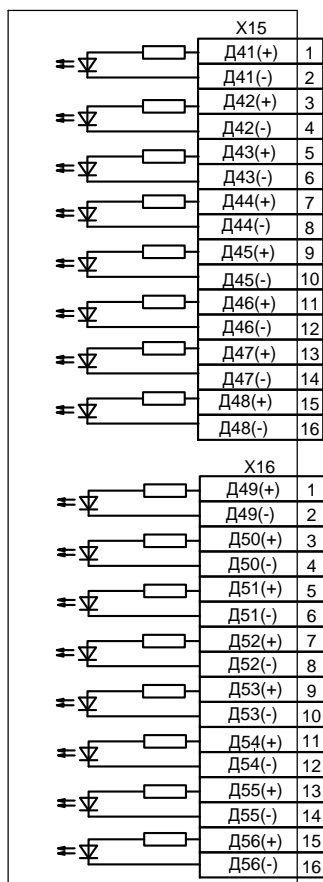 X15
Д41(+) 1
Д41(-) 2
Д42(+) 3
Д42(-) 4
Д43(+) 5
Д43(-) 6
Д44(+) 7
Д44(-) 8
Д45(+) 9
Д45(-) 10
Д46(+) 11
Д46(-) 12
Д47(+) 13
Д47(-) 14
Д48(+) 15
Д48(-) 16
X16
Д49(+) 1
Д49(-) 2
Д50(+) 3
Д50(-) 4
Д51(+) 5
Д51(-) 6
Д52(+) 7
Д52(-) 8
Д53(+) 9
Д53(-) 10
Д54(+) 11
Д54(-) 12
Д55(+) 13
Д55(-) 14
Д56(+) 15
Д56(-) 16